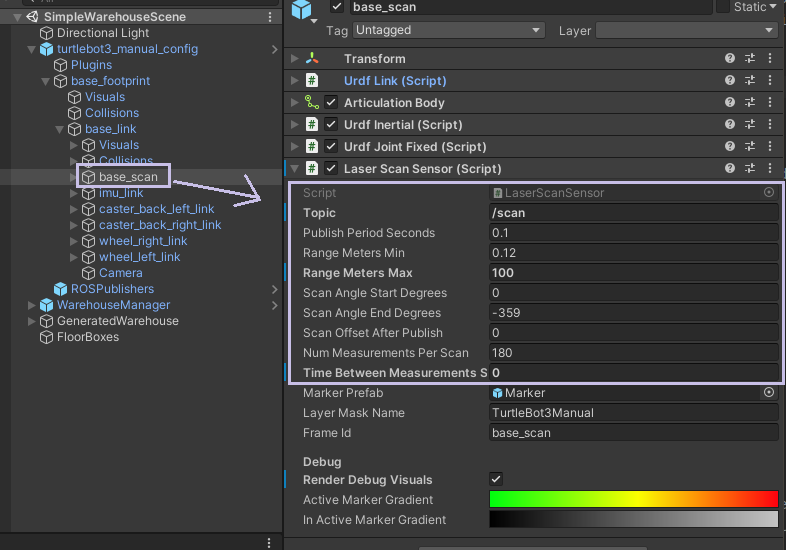 SimpleWarehouseScene
Directional Light
turtlebot3_manual_config
Plugins
base_footprint
Visuals
Collisions
base_link
Visuals
Collisions
base_scan
imu_link
caster_back_left_link
caster_back_right_link
wheel_right_link
wheel_left_link
Camera
ROSPublishers
WarehouseManager
GeneratedWarehouse
FloorBoxes
base_scan Static
Tag Untagged Layer
Transform
Urdf Link (Script)
Articulation Body
Urdf Inertial (Script)
Urdf Joint Fixed (Script)
Laser Scan Sensor (Script)
Script LaserScanSensor
Topic /scan
Publish Period Seconds 0.1
Range Meters Min 0.12
Range Meters Max 100
Scan Angle Start Degrees 0
Scan Angle End Degrees -359
Scan Offset After Publish 0
Num Measurements Per Scan 180
Time Between Measurements S 0
Marker Prefab Marker
Layer Mask Name TurtleBot3Manual
Frame Id base_scan
Debug
Render Debug Visuals
Active Marker Gradient
In Active Marker Gradient